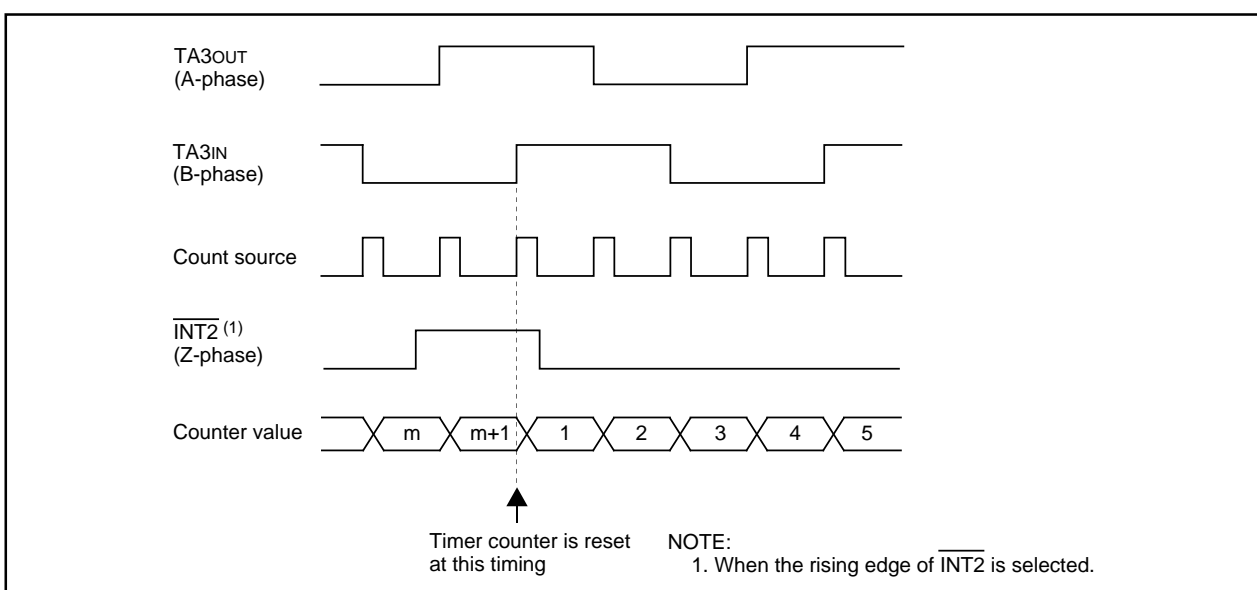 TA3OUT
(A-phase)
TA3IN
(B-phase)
Count source
INT2 (1)
(Z-phase)
Counter value
m m+1 1 2 3 4 5
Timer counter is reset
at this timing
NOTE:
1. When the rising edge of INT2 is selected.